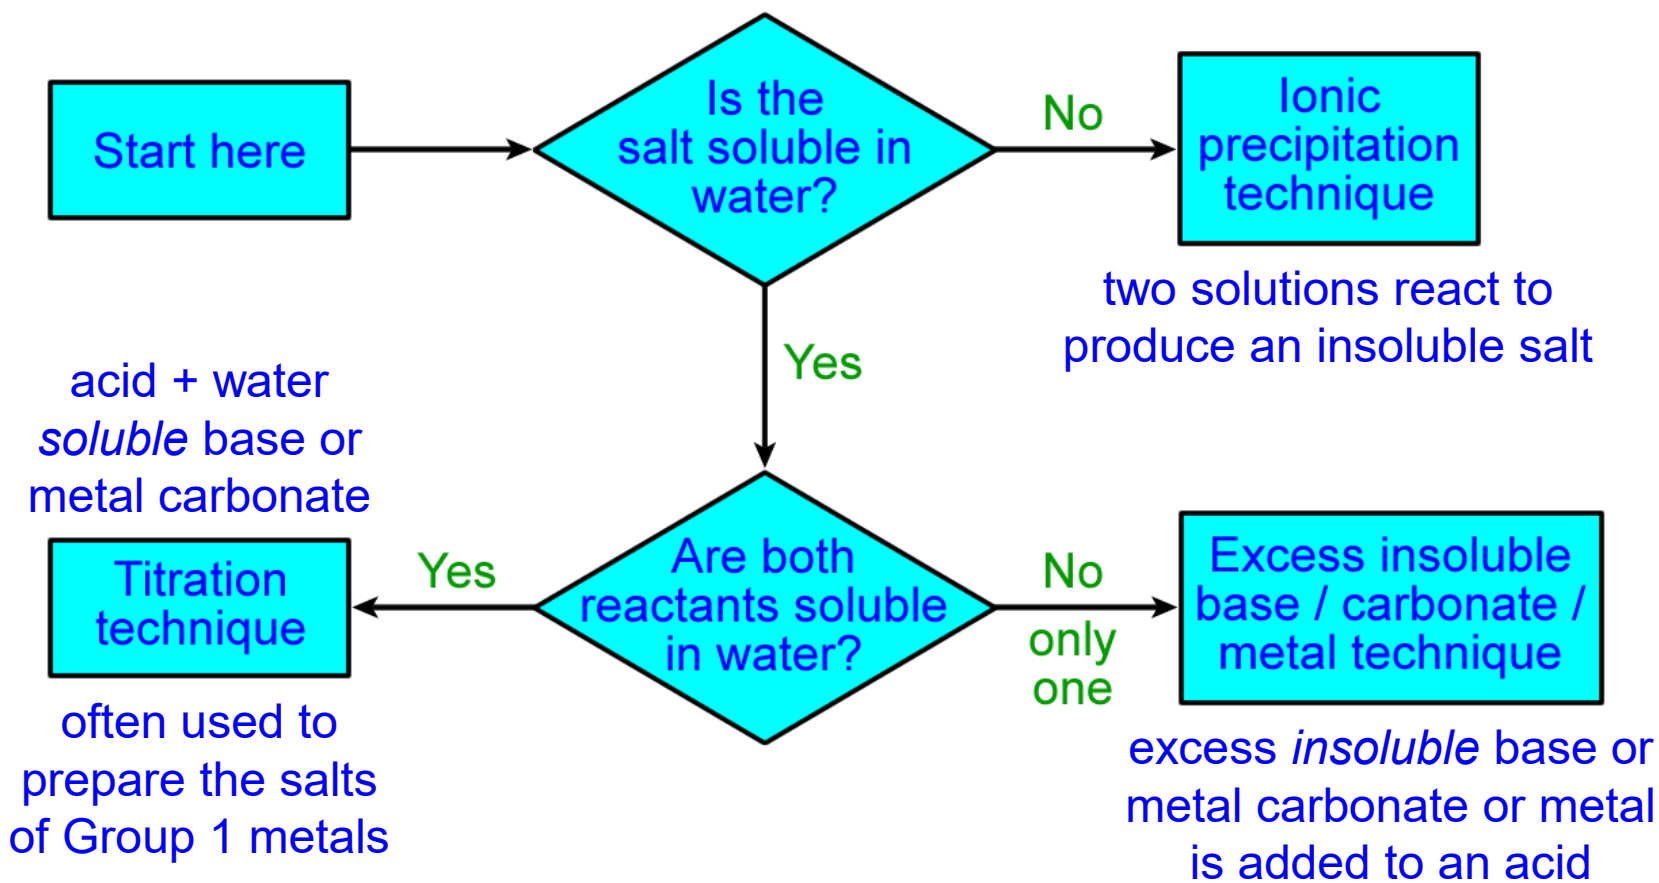 Start here
Is the
salt soluble in
water?
No
Ionic
precipitation
technique
two solutions react to
produce an insoluble salt
Yes
acid + water
soluble base or
metal carbonate
Titration
technique
often used to
prepare the salts
of Group 1 metals
Yes
Are both
reactants soluble
in water?
No
only
one
Excess insoluble
base / carbonate /
metal technique
excess insoluble base or
metal carbonate or metal
is added to an acid